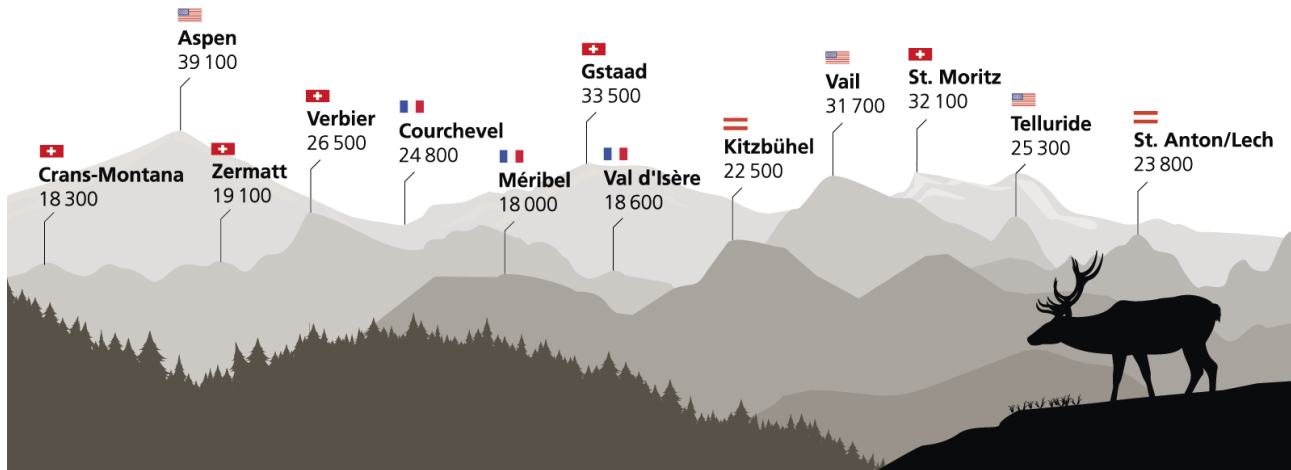 Aspen
39 100
Gstaad
33 500
Vail
31 700
St. Moritz
32 100
Verbier
26 500
Courchevel
24 800
Telluride
25 300
Kitzbühel
22 500
St. Anton/Lech
23 800
Crans-Montana
18 300
Zermatt
19 100
Méribel
18 000
Val d'Isère
18 600